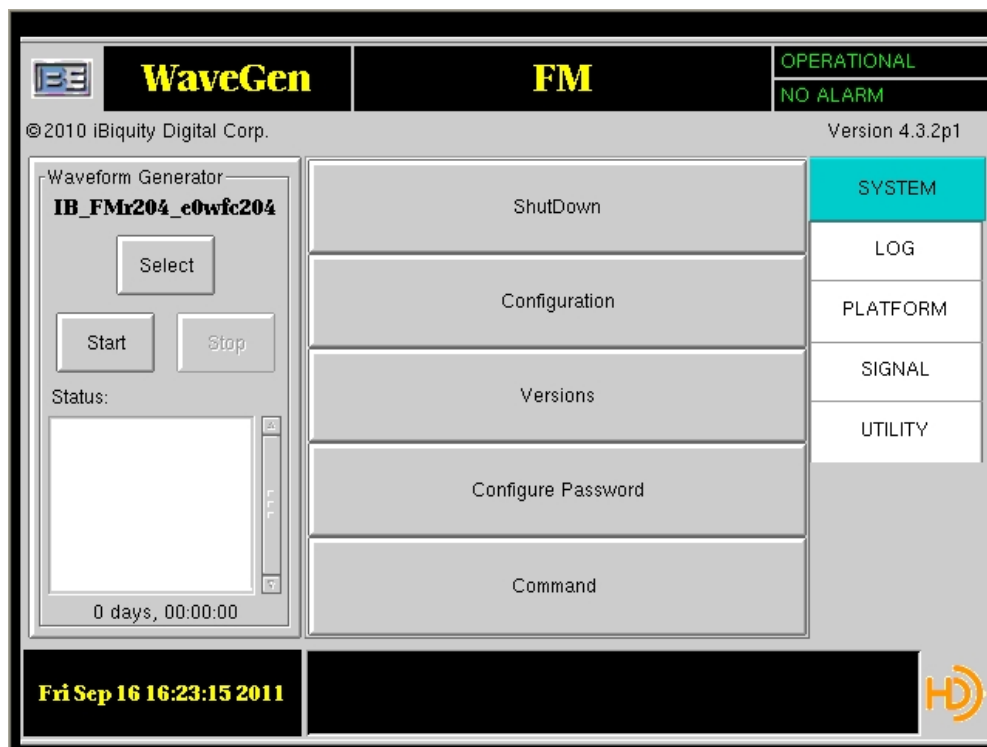 IBE
WaveGen
FM
OPERATIONAL
NO ALARM
©2010 iBiquity Digital Corp.
Version 4.3.2p1
Waveform Generator
IB_FMr204_e0wfc204
Select
Start
Stop
Status:
0 days, 00:00:00
ShutDown
Configuration
Versions
Configure Password
Command
SYSTEM
LOG
PLATFORM
SIGNAL
UTILITY
Fri Sep 16 16:23:15 2011
HD